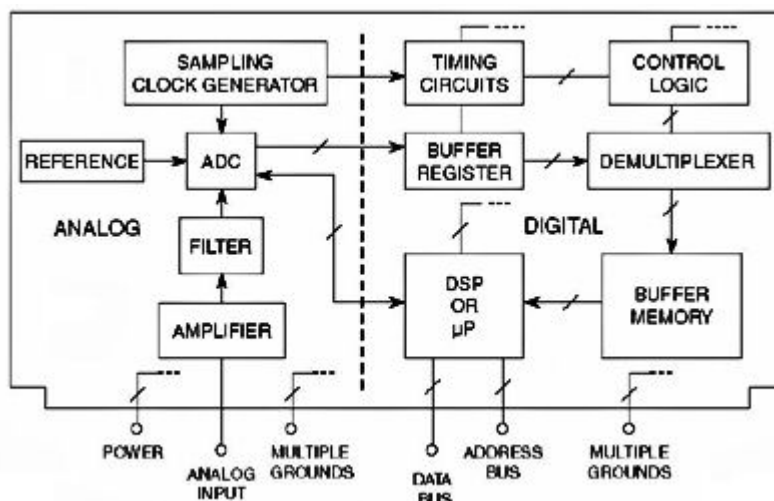 SAMPLING
CLOCK GENERATOR
TIMING
CIRCUITS
CONTROL
LOGIC
REFERENCE
ADC
BUFFER
REGISTER
DEMULTIPLEXER
ANALOG
DIGITAL
FILTER
DSP
OR
μP
BUFFER
MEMORY
AMPLIFIER
POWER
ANALOG
INPUT
MULTIPLE
GROUNDS
DATA
BUS
ADDRESS
BUS
MULTIPLE
GROUNDS